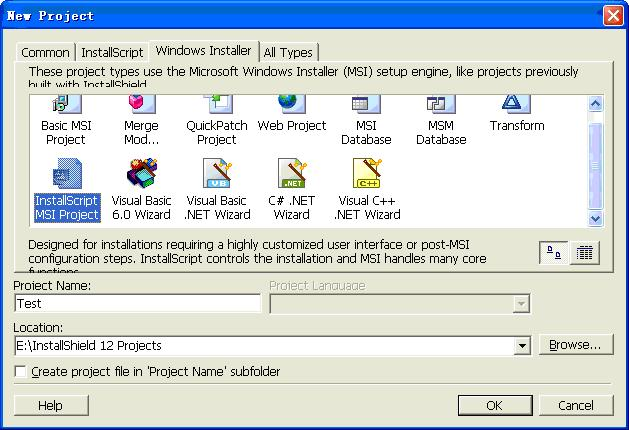 New Project
Common
InstallScript
Windows Installer
All Types
These project types use the Microsoft Windows Installer (MSI) setup engine, like projects previously
built with InstallShield
Basic MSI
Project
Merge
Mod...
QuickPatch
Project
Web Project
MSI
Database
MSM
Database
Transform
InstallScript
MSI Project
Visual Basic
6.0 Wizard
VB
Visual Basic
.NET Wizard
.NET
C# .NET
Wizard
C++
Visual C++
.NET Wizard
Designed for installations requiring a highly customized user interface or post-MSI
configuration steps. InstallScript controls the installation and MSI handles many core
functions.
Project Name:
Project Language
Test
Location:
E:\InstallShield 12 Projects
Browse...
Create project file in 'Project Name' subfolder
Help
OK
Cancel